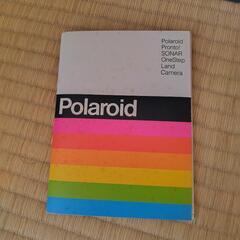 Polaroid
Pronto!
SONAR
OneStep
Land
Camera
Polaroid